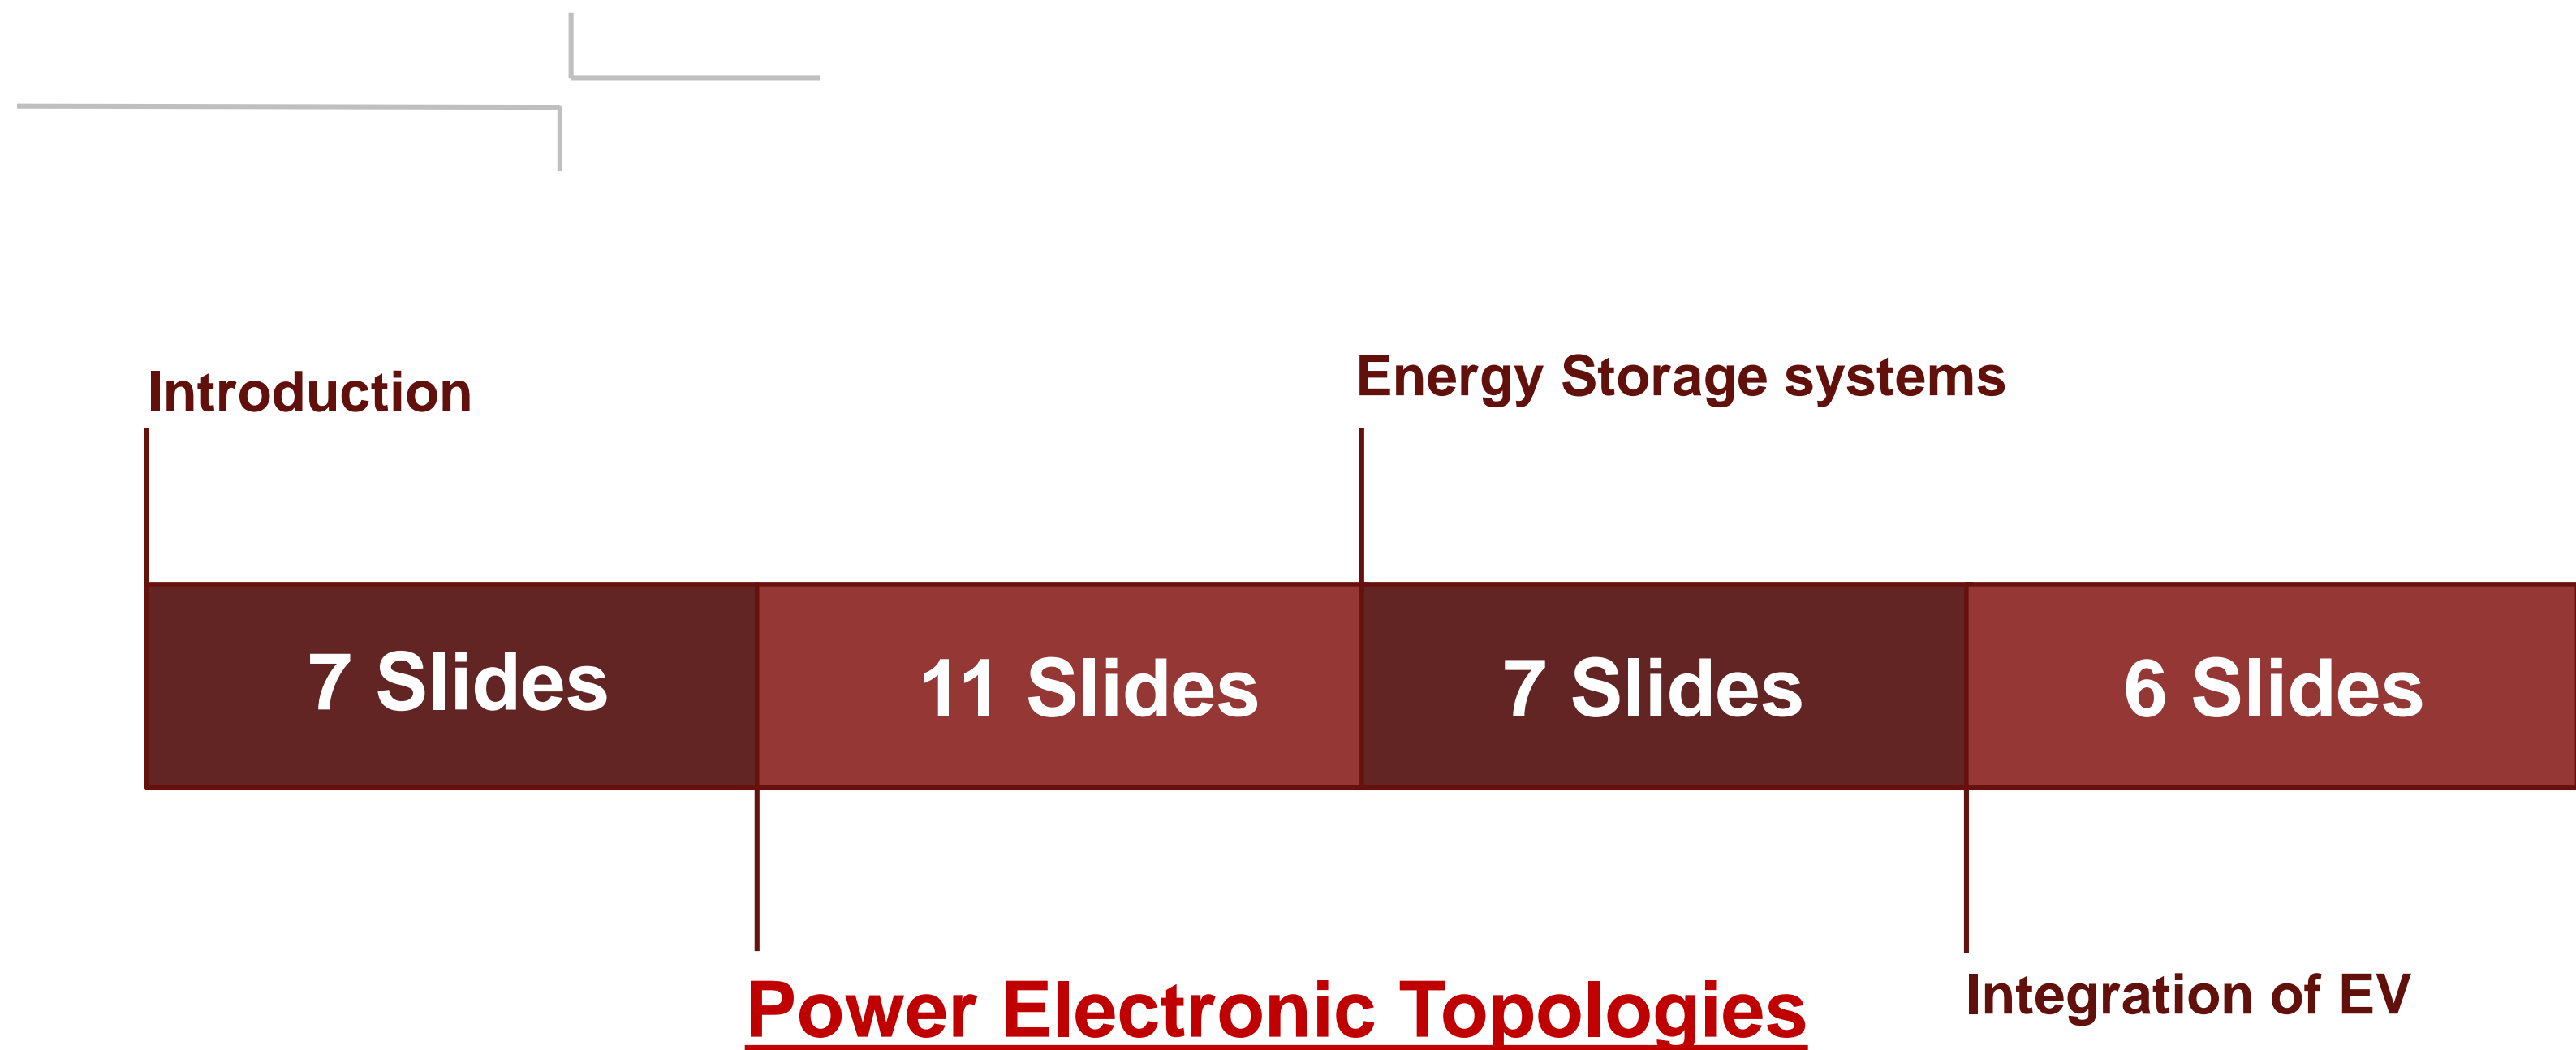 Introduction
Energy Storage systems
7 Slides
11 Slides
7 Slides
6 Slides
Power Electronic Topologies
Integration of EV